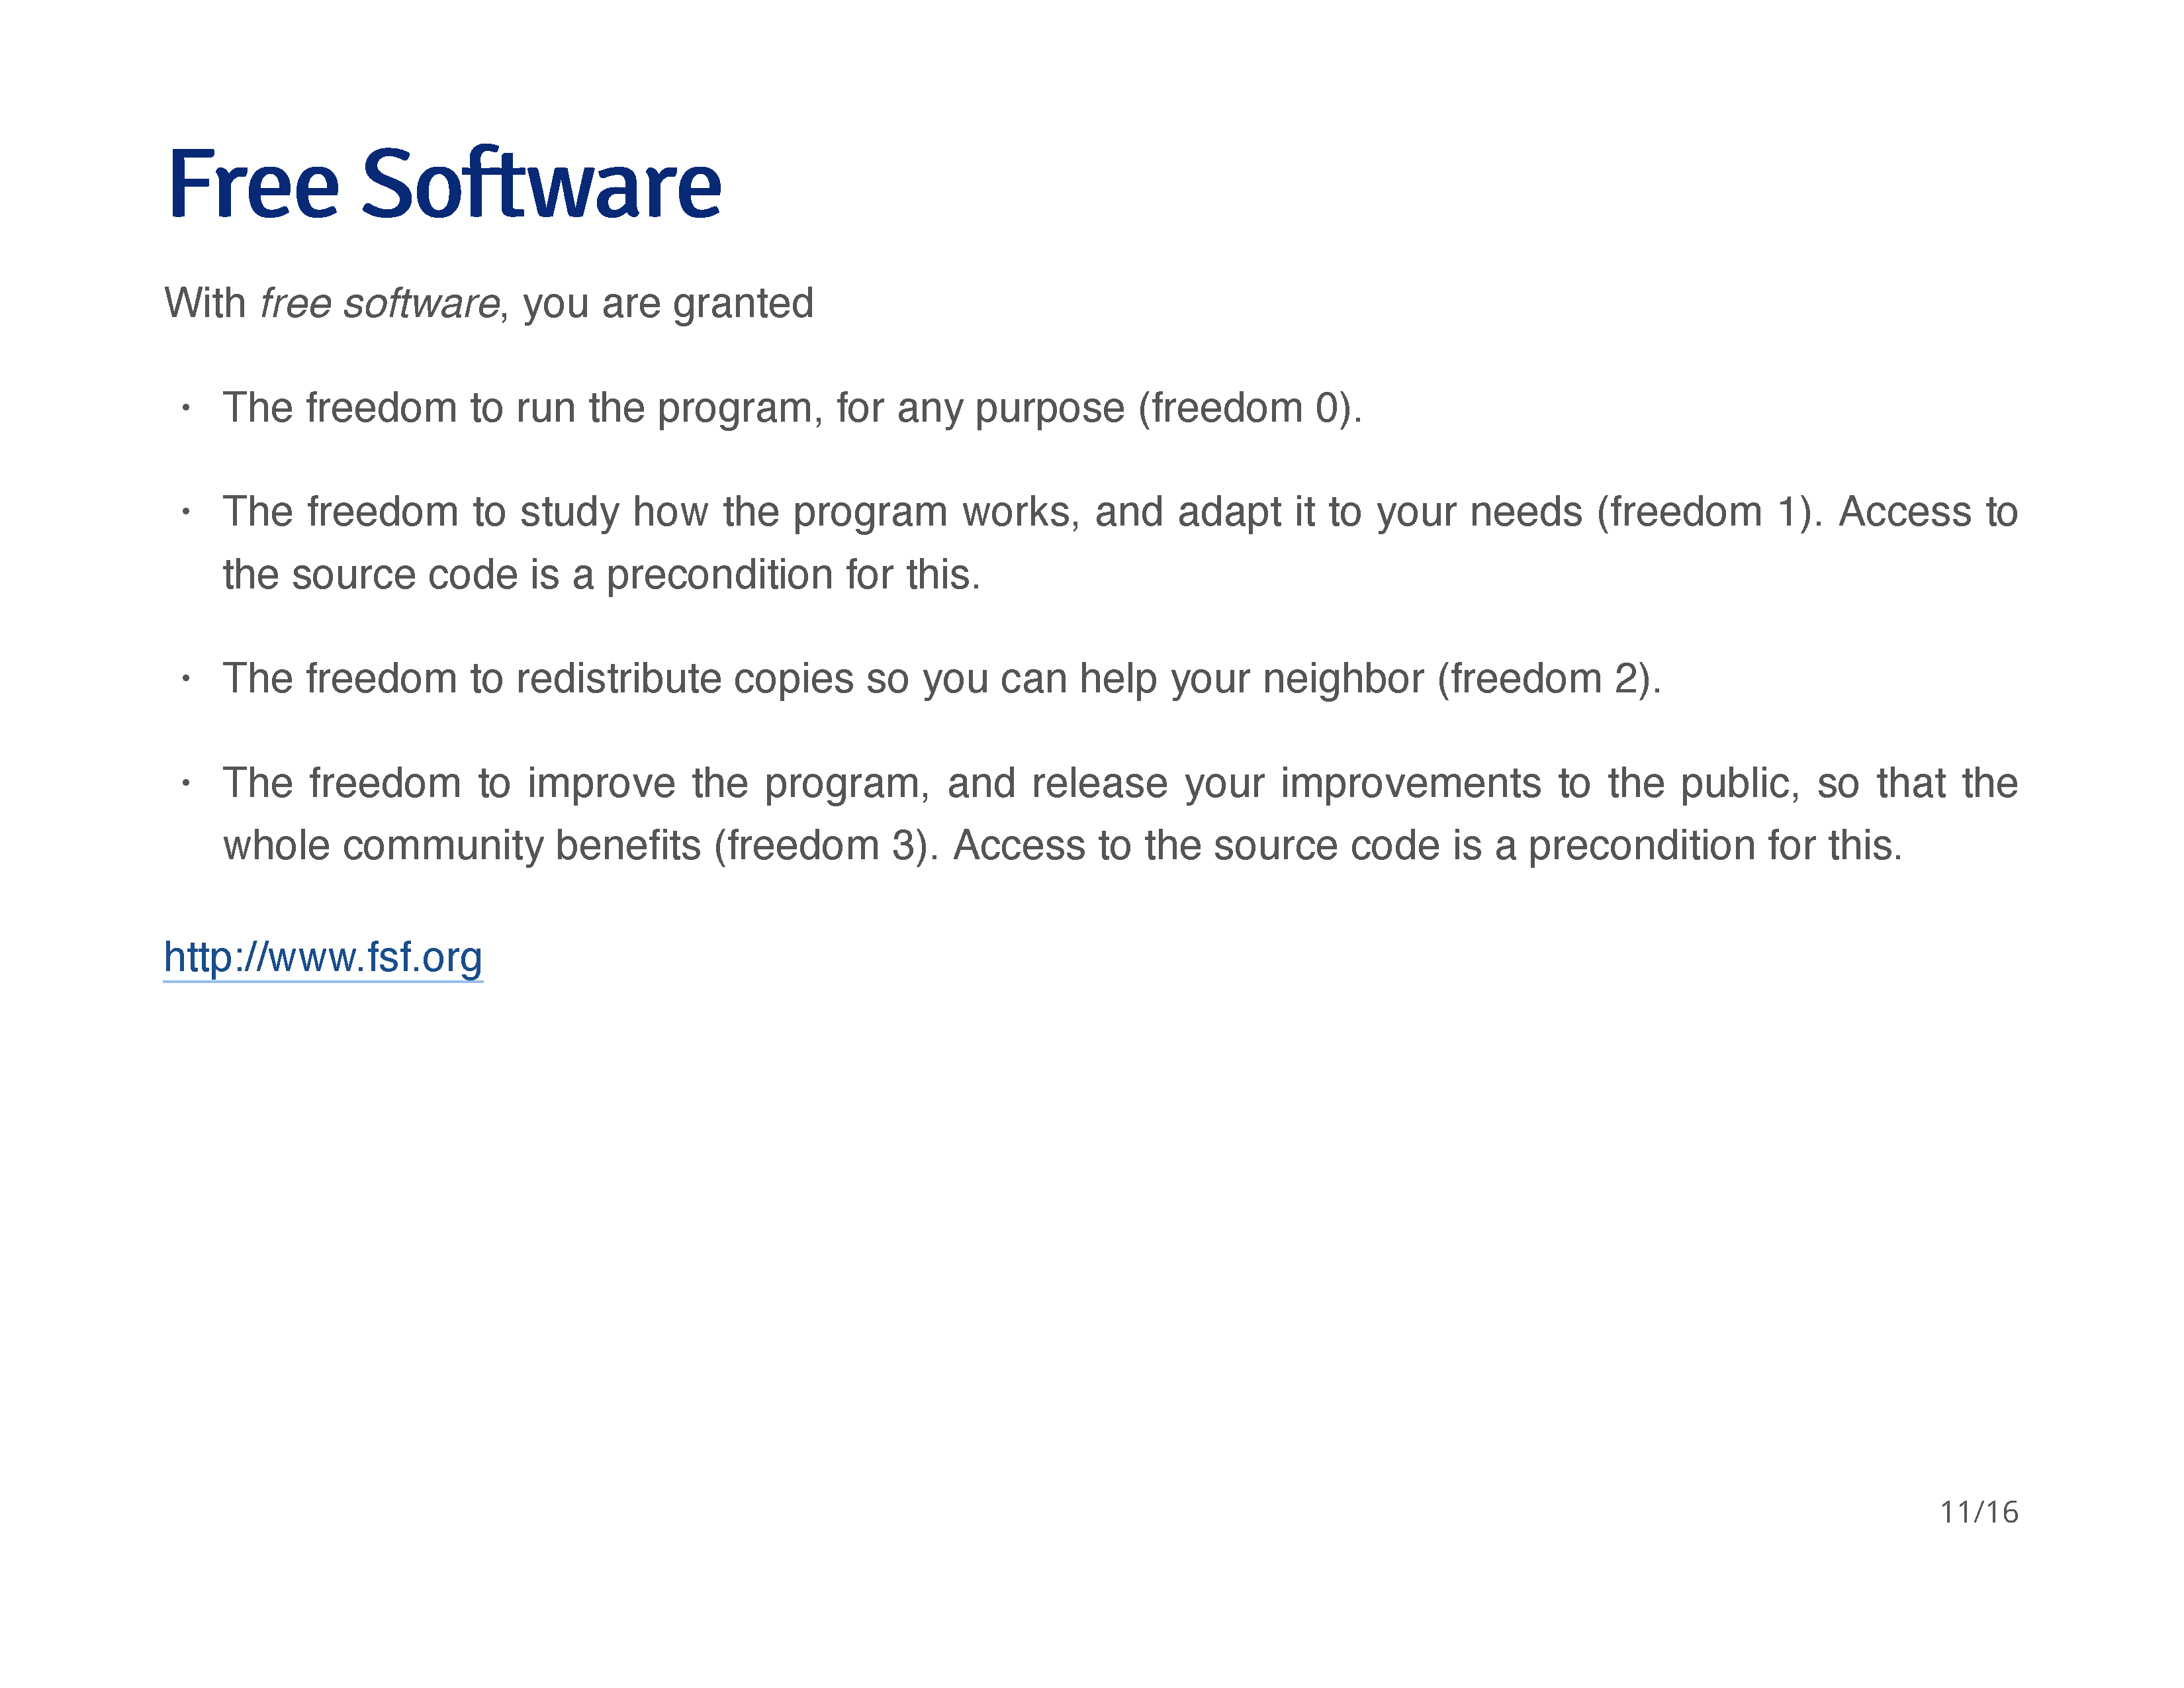 Free Software
With free software, you are granted
· The freedom to run the program, for any purpose (freedom 0).
· The freedom to study how the program works, and adapt it to your needs (freedom 1). Access to
the source code is a precondition for this.
· The freedom to redistribute copies so you can help your neighbor (freedom 2).
· The freedom to improve the program, and release your improvements to the public, so that the
whole community benefits (freedom 3). Access to the source code is a precondition for this.
http://www.fsf.org
11/16